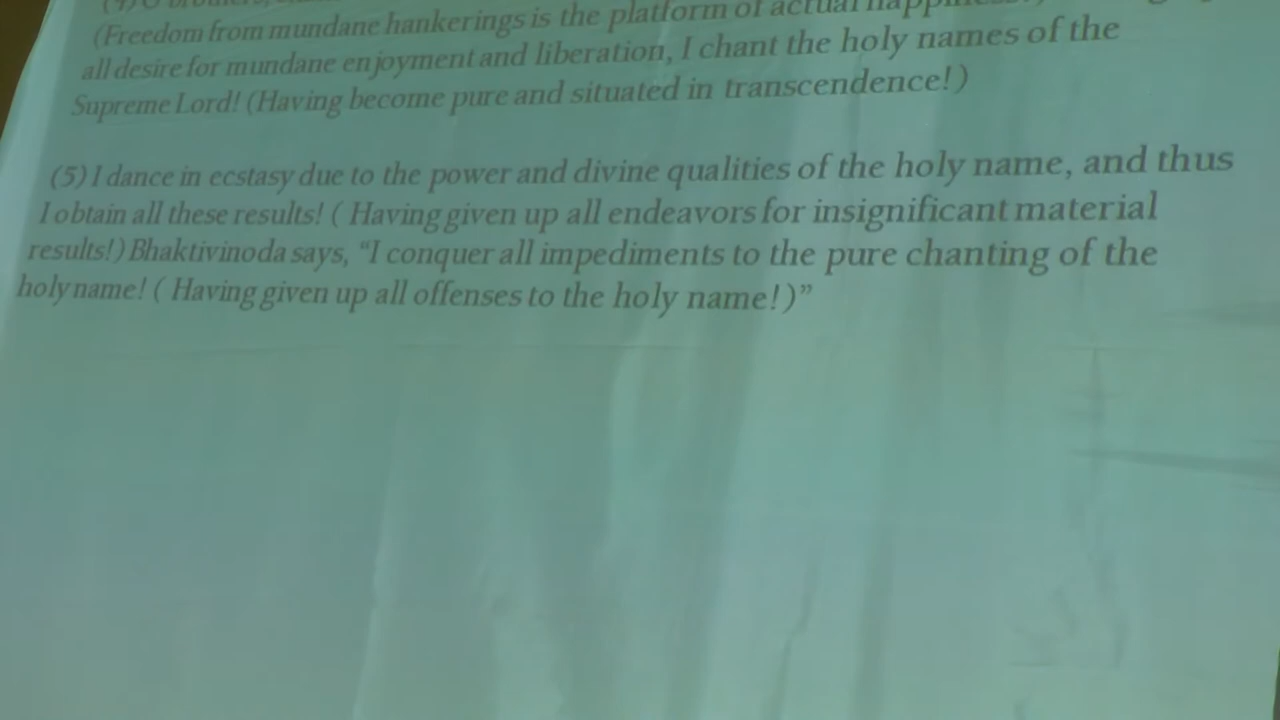 (Freedom from mundane hankerings is the platform of actual
all desire for mundane enjoyment and liberation, I chant the holy names of the
Supreme Lord! (Having become pure and situated in transcendence!)
(5) I dance in ecstasy due to the power and divine qualities of the holy name, and thus
I obtain all these results! ( Having given up all endeavors for insignificant material
results!) Bhaktivinoda says, “I conquer all impediments to the pure chanting of the
holy name! ( Having given up all offenses to the holy name!)”